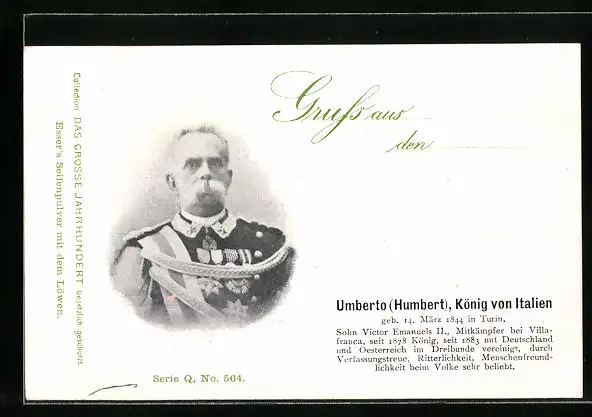 Gruss aus
den
Collection DAS GROSSE JAHRHUNDERT Gesetzlich geschützt.
Esser's Seifenpulver mit dem Löwen.
Umberto (Humbert), König von Italien
geb. 14. März 1844 in Turin,
Sohn Victor Emanuels II., Mitkämpfer bei Villa-
franca, seit 1878 König, seit 1883 mit Deutschland
und Oesterreich im Dreibunde vereinigt, durch
Verfassungstreue, Ritterlichkeit, Menschenfreund-
lichkeit beim Volke sehr beliebt.
Serie Q, No. 564.